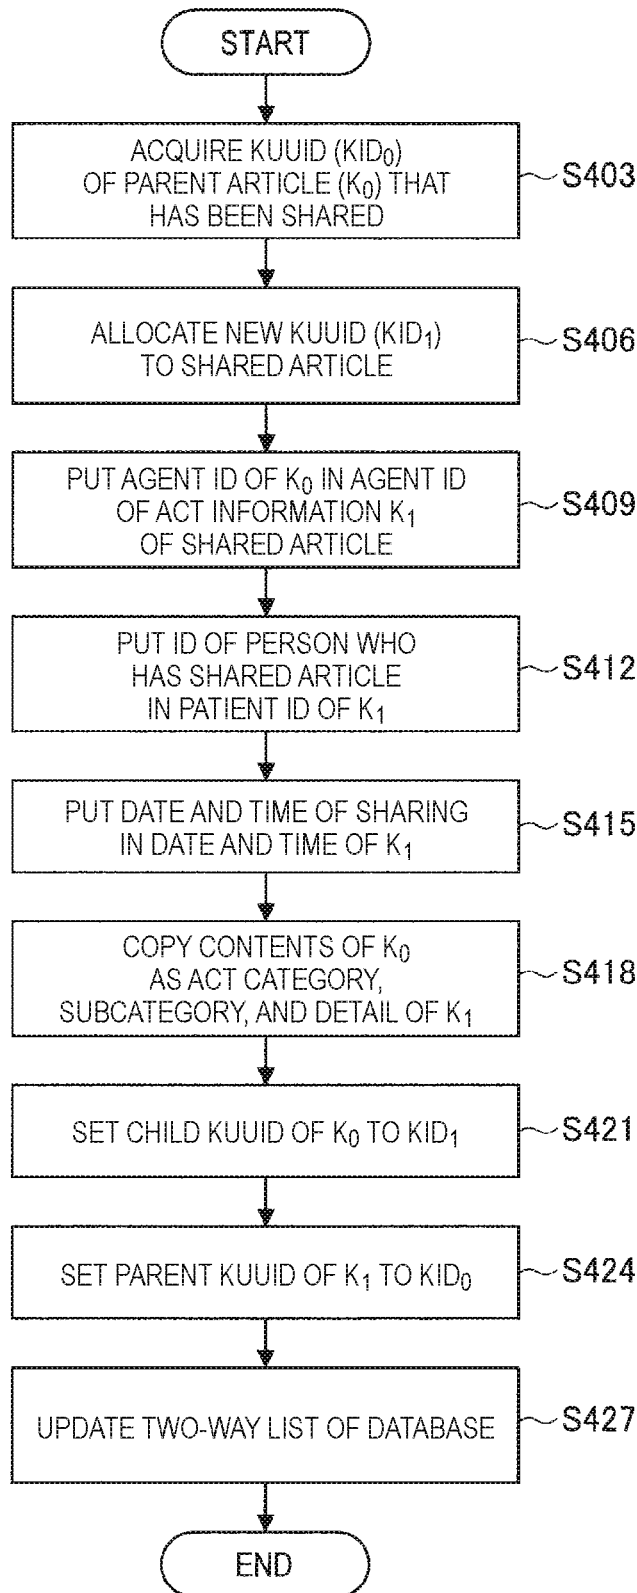 START
ACQUIRE KUUID (KID₀)
OF PARENT ARTICLE (K₀) THAT
HAS BEEN SHARED
S403
ALLOCATE NEW KUUID (KID₁)
TO SHARED ARTICLE
S406
PUT AGENT ID OF K₀ IN AGENT ID
OF ACT INFORMATION K₁
OF SHARED ARTICLE
S409
PUT ID OF PERSON WHO
HAS SHARED ARTICLE
IN PATIENT ID OF K₁
S412
PUT DATE AND TIME OF SHARING
IN DATE AND TIME OF K₁
S415
COPY CONTENTS OF K₀
AS ACT CATEGORY,
SUBCATEGORY, AND DETAIL OF K₁
S418
SET CHILD KUUID OF K₀ TO KID₁
S421
SET PARENT KUUID OF K₁ TO KID₀
S424
UPDATE TWO-WAY LIST OF DATABASE
S427
END